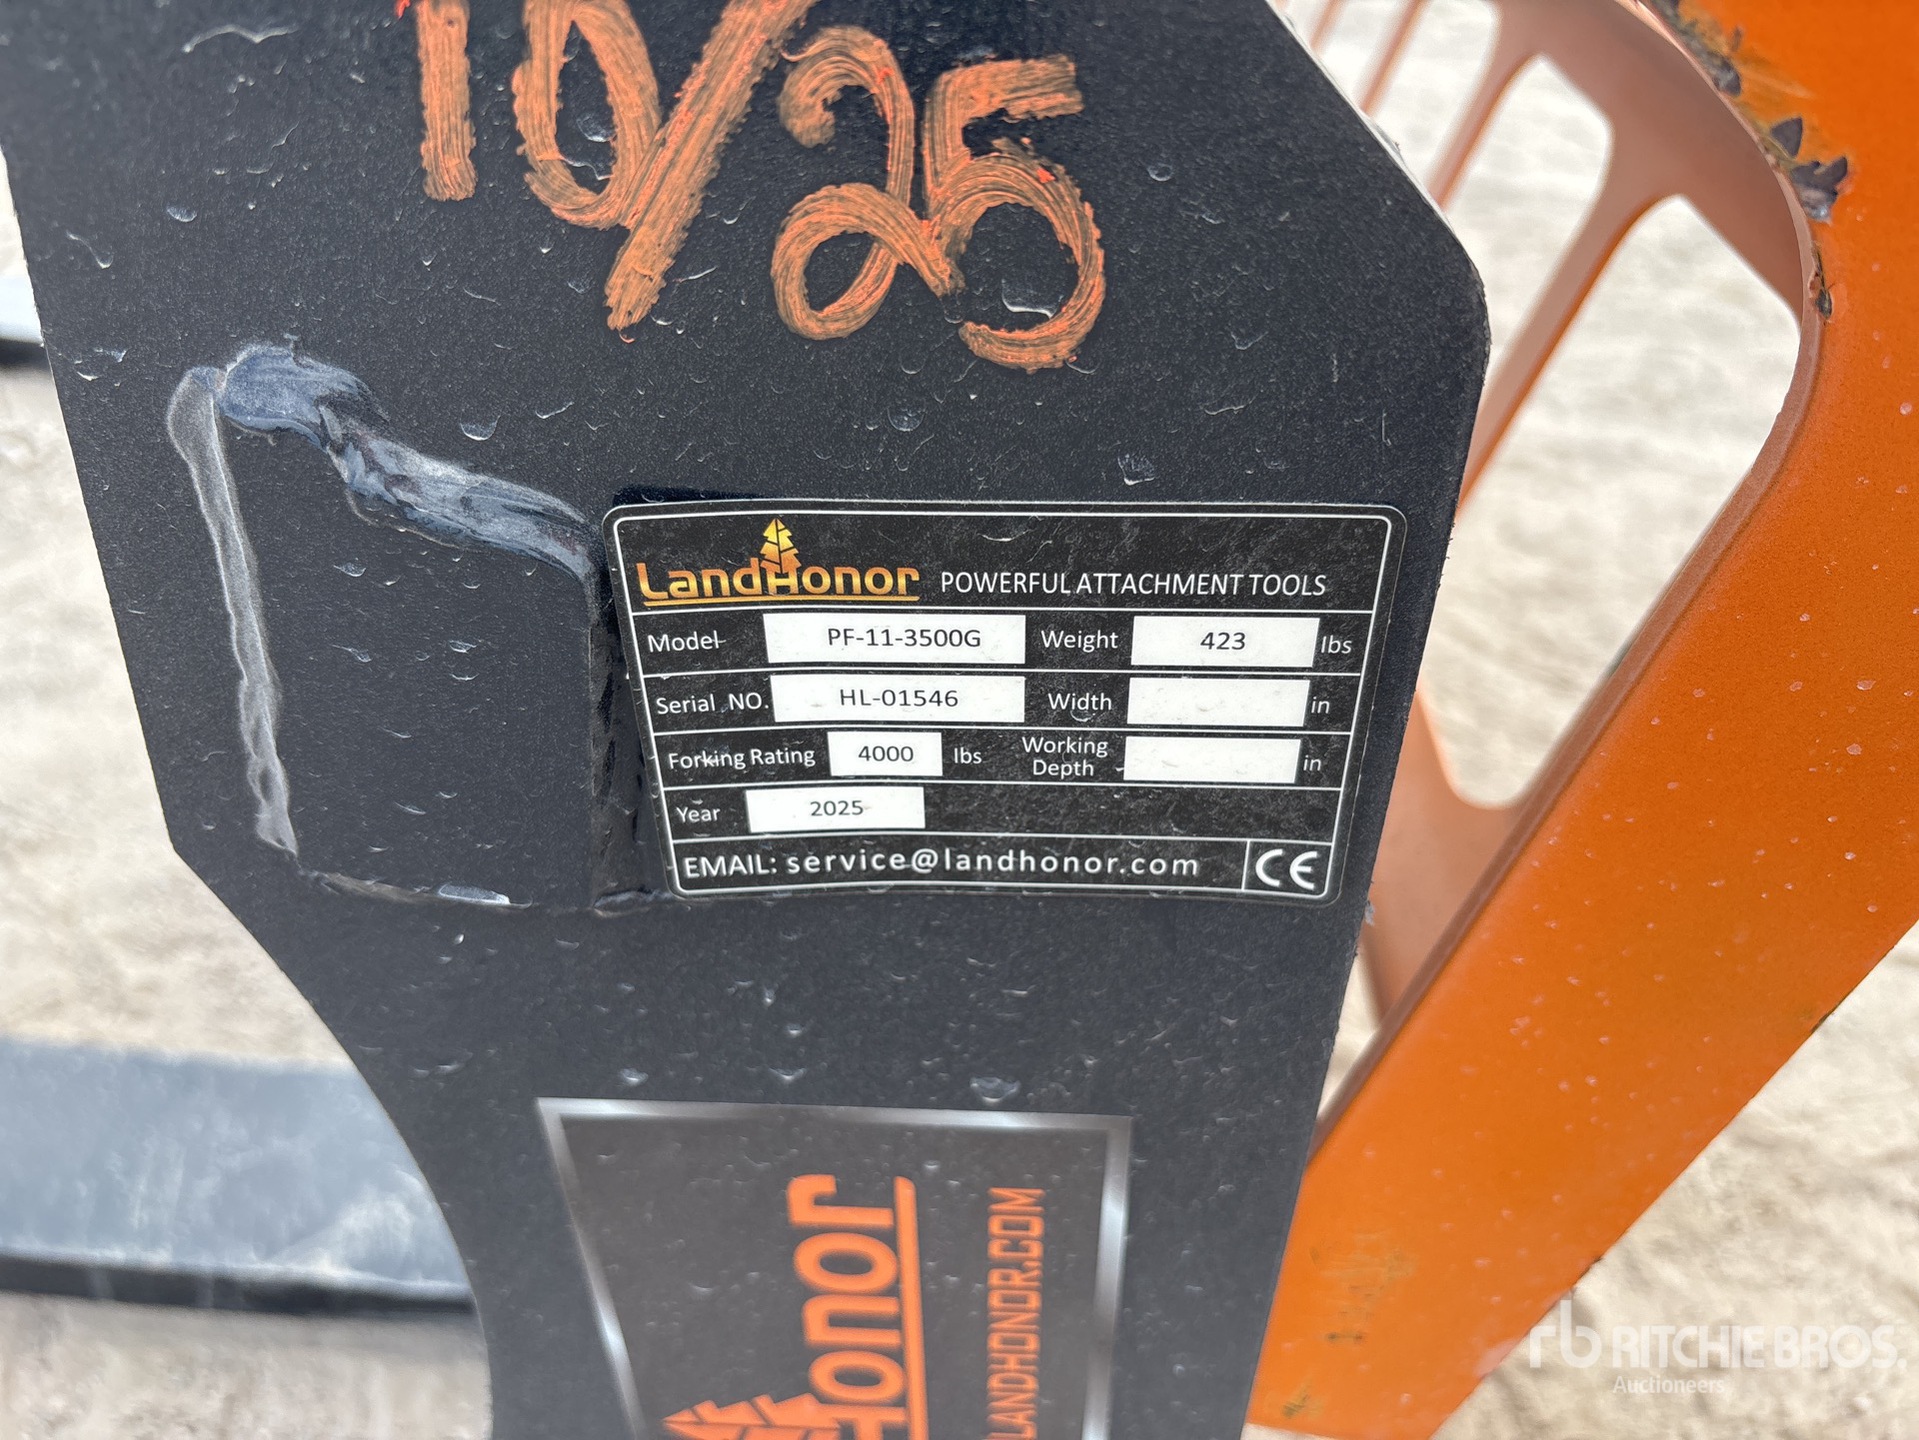 10/25
LandHonor POWERFUL ATTACHMENT TOOLS
Model PF-11-3500G Weight 423 lbs
Serial NO. HL-01546 Width in
Forking Rating 4000 lbs Working Depth in
Year 2025
EMAIL: service@landhonor.com CE
Honor
LANDHONOR.COM
rb RITCHIE BROS.
Auctioneers